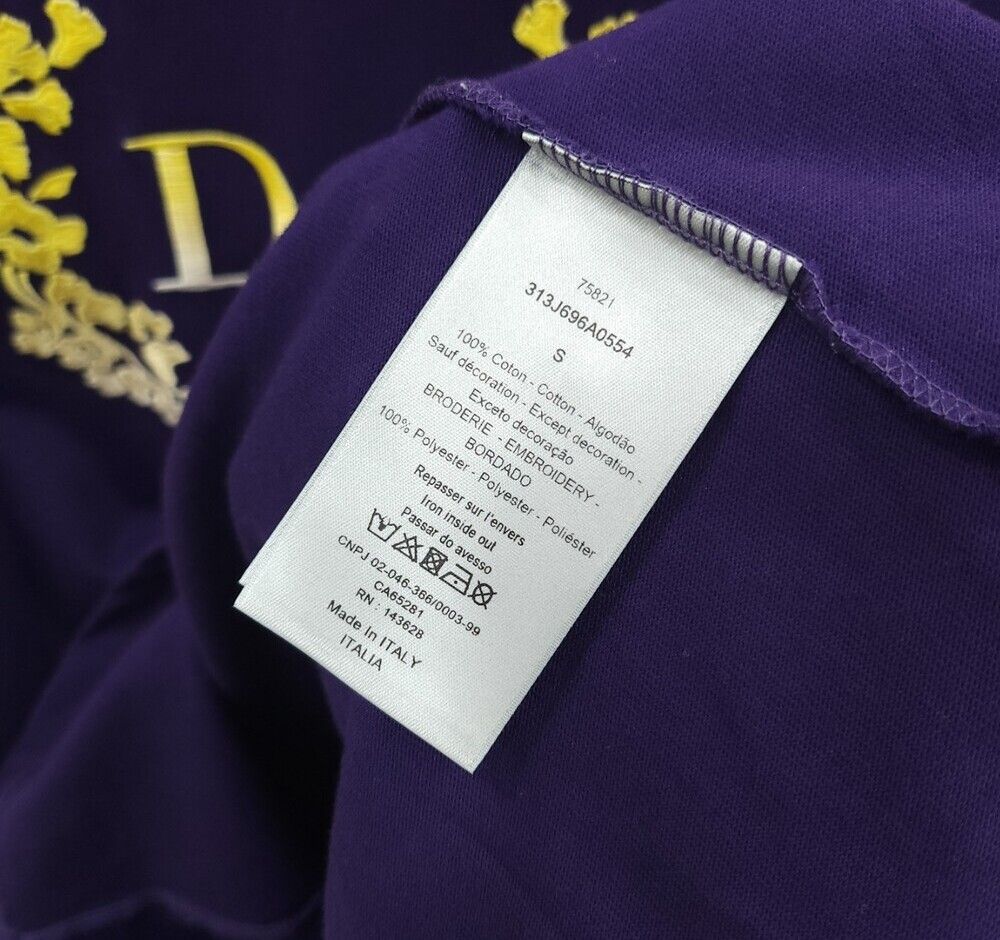 D
75821
313J696A0554
S
100% Coton - Cotton - Algodão
Sauf décoration - Except decoration -
Exceto decoração
BRODERIE - EMBROIDERY -
BORDADO
100% Polyester - Polyester - Poliéster
Repasser sur l'envers
Iron inside out
Passar do avesso
CNPJ 02-046-366/0003-99
CA65281
RN : 143628
Made In ITALY
ITALIA